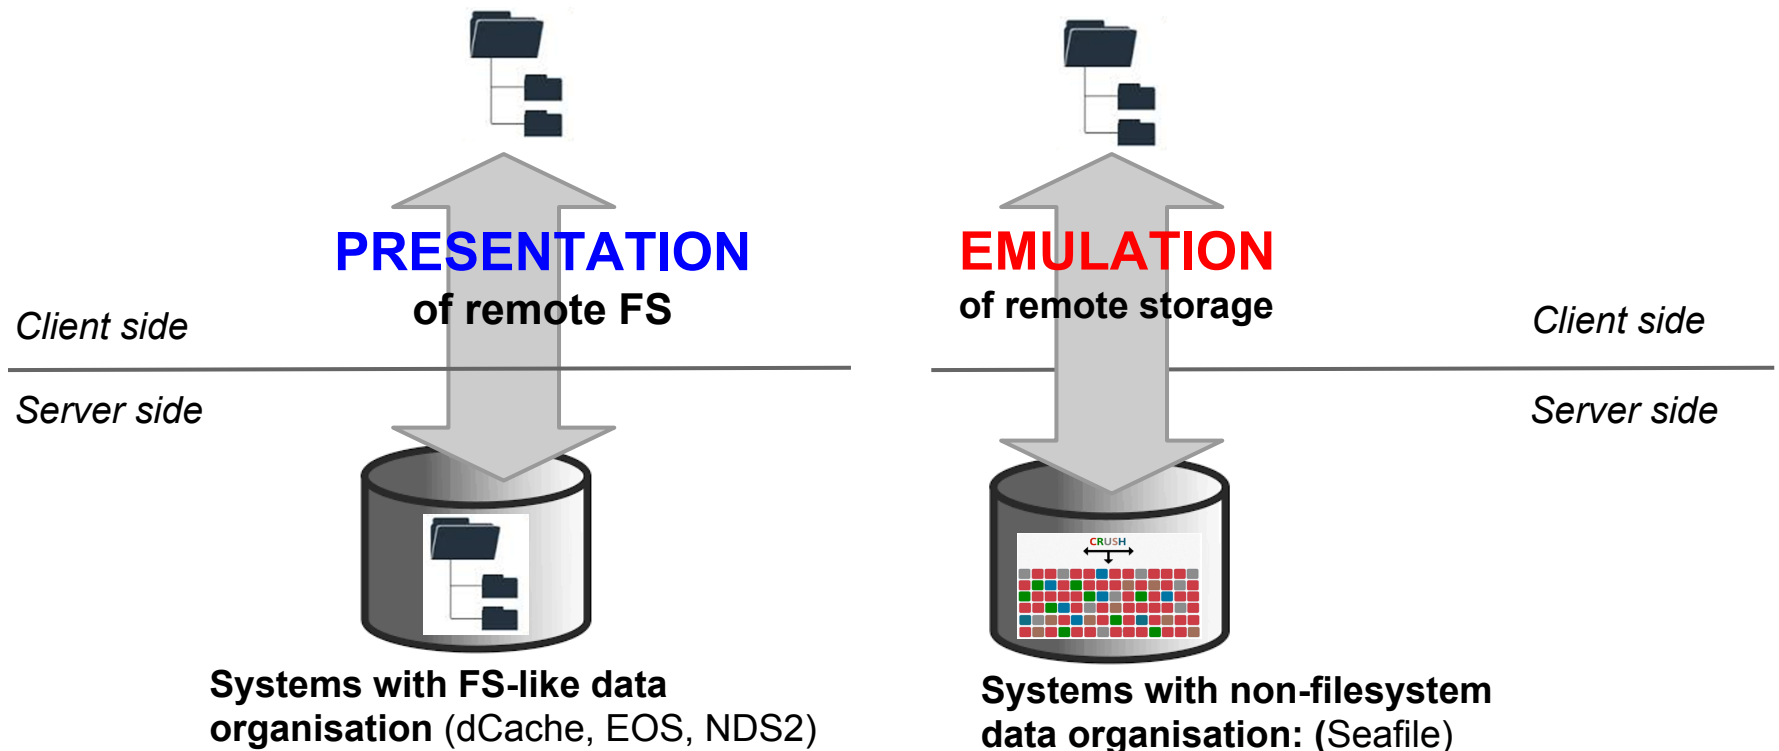 PRESENTATION
of remote FS
Client side
Server side
Systems with FS-like data
organisation (dCache, EOS, NDS2)
EMULATION
of remote storage
Client side
Server side
CRUSH
Systems with non-filesystem
data organisation: (Seafile)